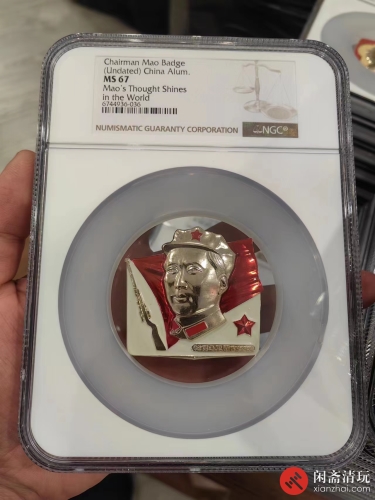 Chairman Mao Badge
(Undated) China Alum.
MS 67
Mao's Thought Shines
in the World
6744936-036
NUMISMATIC GUARANTY CORPORATION
NGC®
闲斋清玩
xianzhai.com